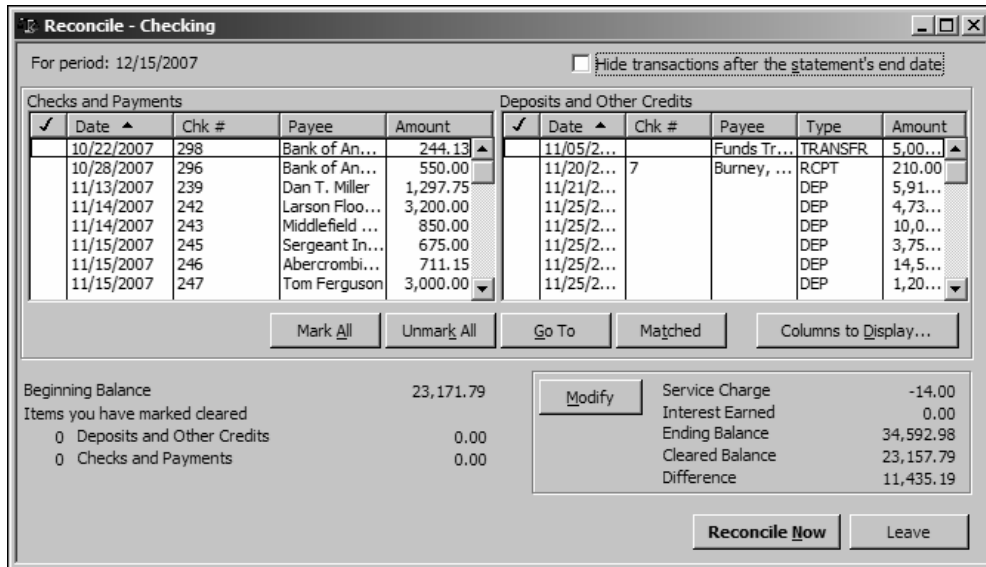 Reconcile - Checking
For period: 12/15/2007
Hide transactions after the statement's end date
Checks and Payments
✓ Date Chk # Payee Amount
10/22/2007 298 Bank of An... 244.13
10/28/2007 296 Bank of An... 550.00
11/13/2007 239 Dan T. Miller 1,297.75
11/14/2007 242 Larson Floo... 3,200.00
11/14/2007 243 Middlefield ... 850.00
11/15/2007 245 Sergeant In... 675.00
11/15/2007 246 Abercrombi... 711.15
11/15/2007 247 Tom Ferguson 3,000.00
Deposits and Other Credits
✓ Date Chk # Payee Type Amount
11/05/2... Funds Tr... TRANSFR 5,00...
11/20/2... 7 Burney, ... RCPT 210.00
11/21/2... DEP 5,91...
11/25/2... DEP 4,73...
11/25/2... DEP 10,0...
11/25/2... DEP 3,75...
11/25/2... DEP 14,5...
11/25/2... DEP 1,20...
Mark All Unmark All Go To Matched Columns to Display...
Beginning Balance 23,171.79
Items you have marked cleared
0 Deposits and Other Credits 0.00
0 Checks and Payments 0.00
Modify
Service Charge -14.00
Interest Earned 0.00
Ending Balance 34,592.98
Cleared Balance 23,157.79
Difference 11,435.19
Reconcile Now Leave